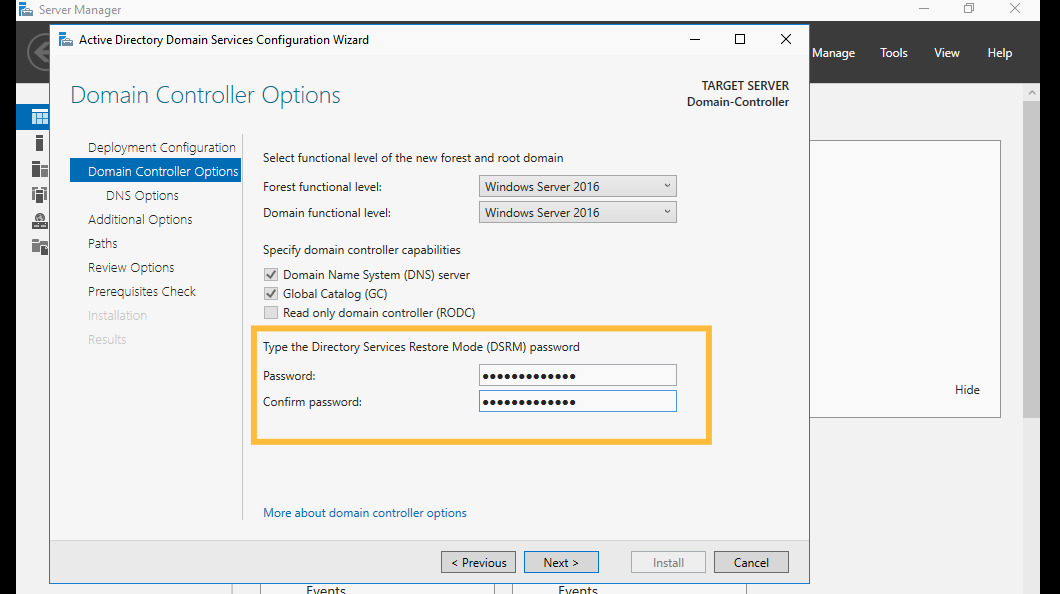 Server Manager
Active Directory Domain Services Configuration Wizard
Manage Tools View Help
Domain Controller Options
TARGET SERVER
Domain-Controller
Deployment Configuration
Domain Controller Options
DNS Options
Additional Options
Paths
Review Options
Prerequisites Check
Installation
Results
Select functional level of the new forest and root domain
Forest functional level: Windows Server 2016
Domain functional level: Windows Server 2016
Specify domain controller capabilities
Domain Name System (DNS) server
Global Catalog (GC)
Read only domain controller (RODC)
Type the Directory Services Restore Mode (DSRM) password
Password: •••••••••••••
Confirm password: •••••••••••••
More about domain controller options
Hide
< Previous Next > Install Cancel
Events Events